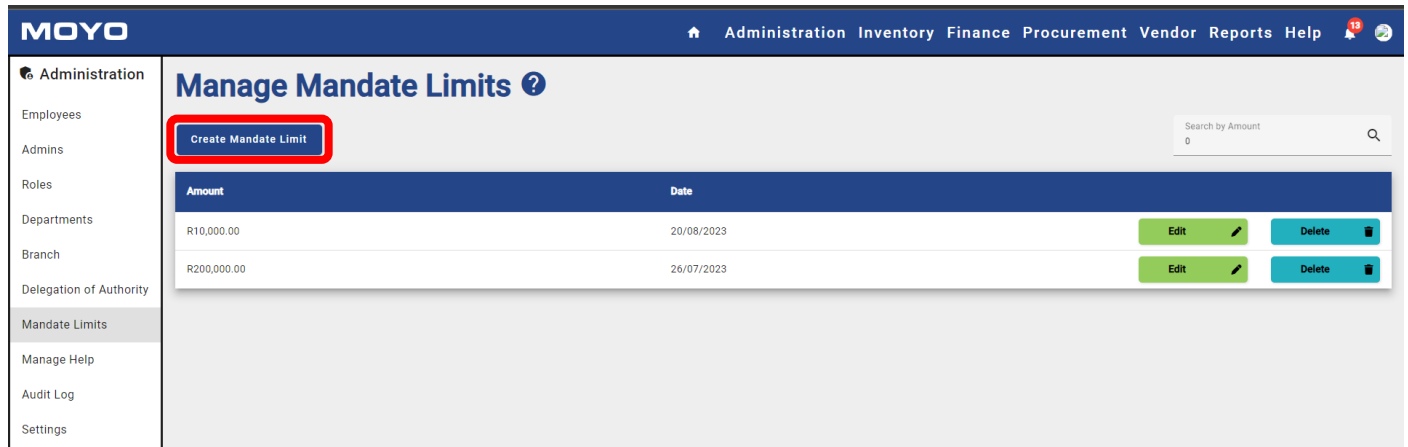 MOYO
Administration Inventory Finance Procurement Vendor Reports Help 13
Administration
Employees
Admins
Roles
Departments
Branch
Delegation of Authority
Mandate Limits
Manage Help
Audit Log
Settings
Manage Mandate Limits ?
Create Mandate Limit
Search by Amount
0
Amount Date
R10,000.00 20/08/2023 Edit Delete
R200,000.00 26/07/2023 Edit Delete